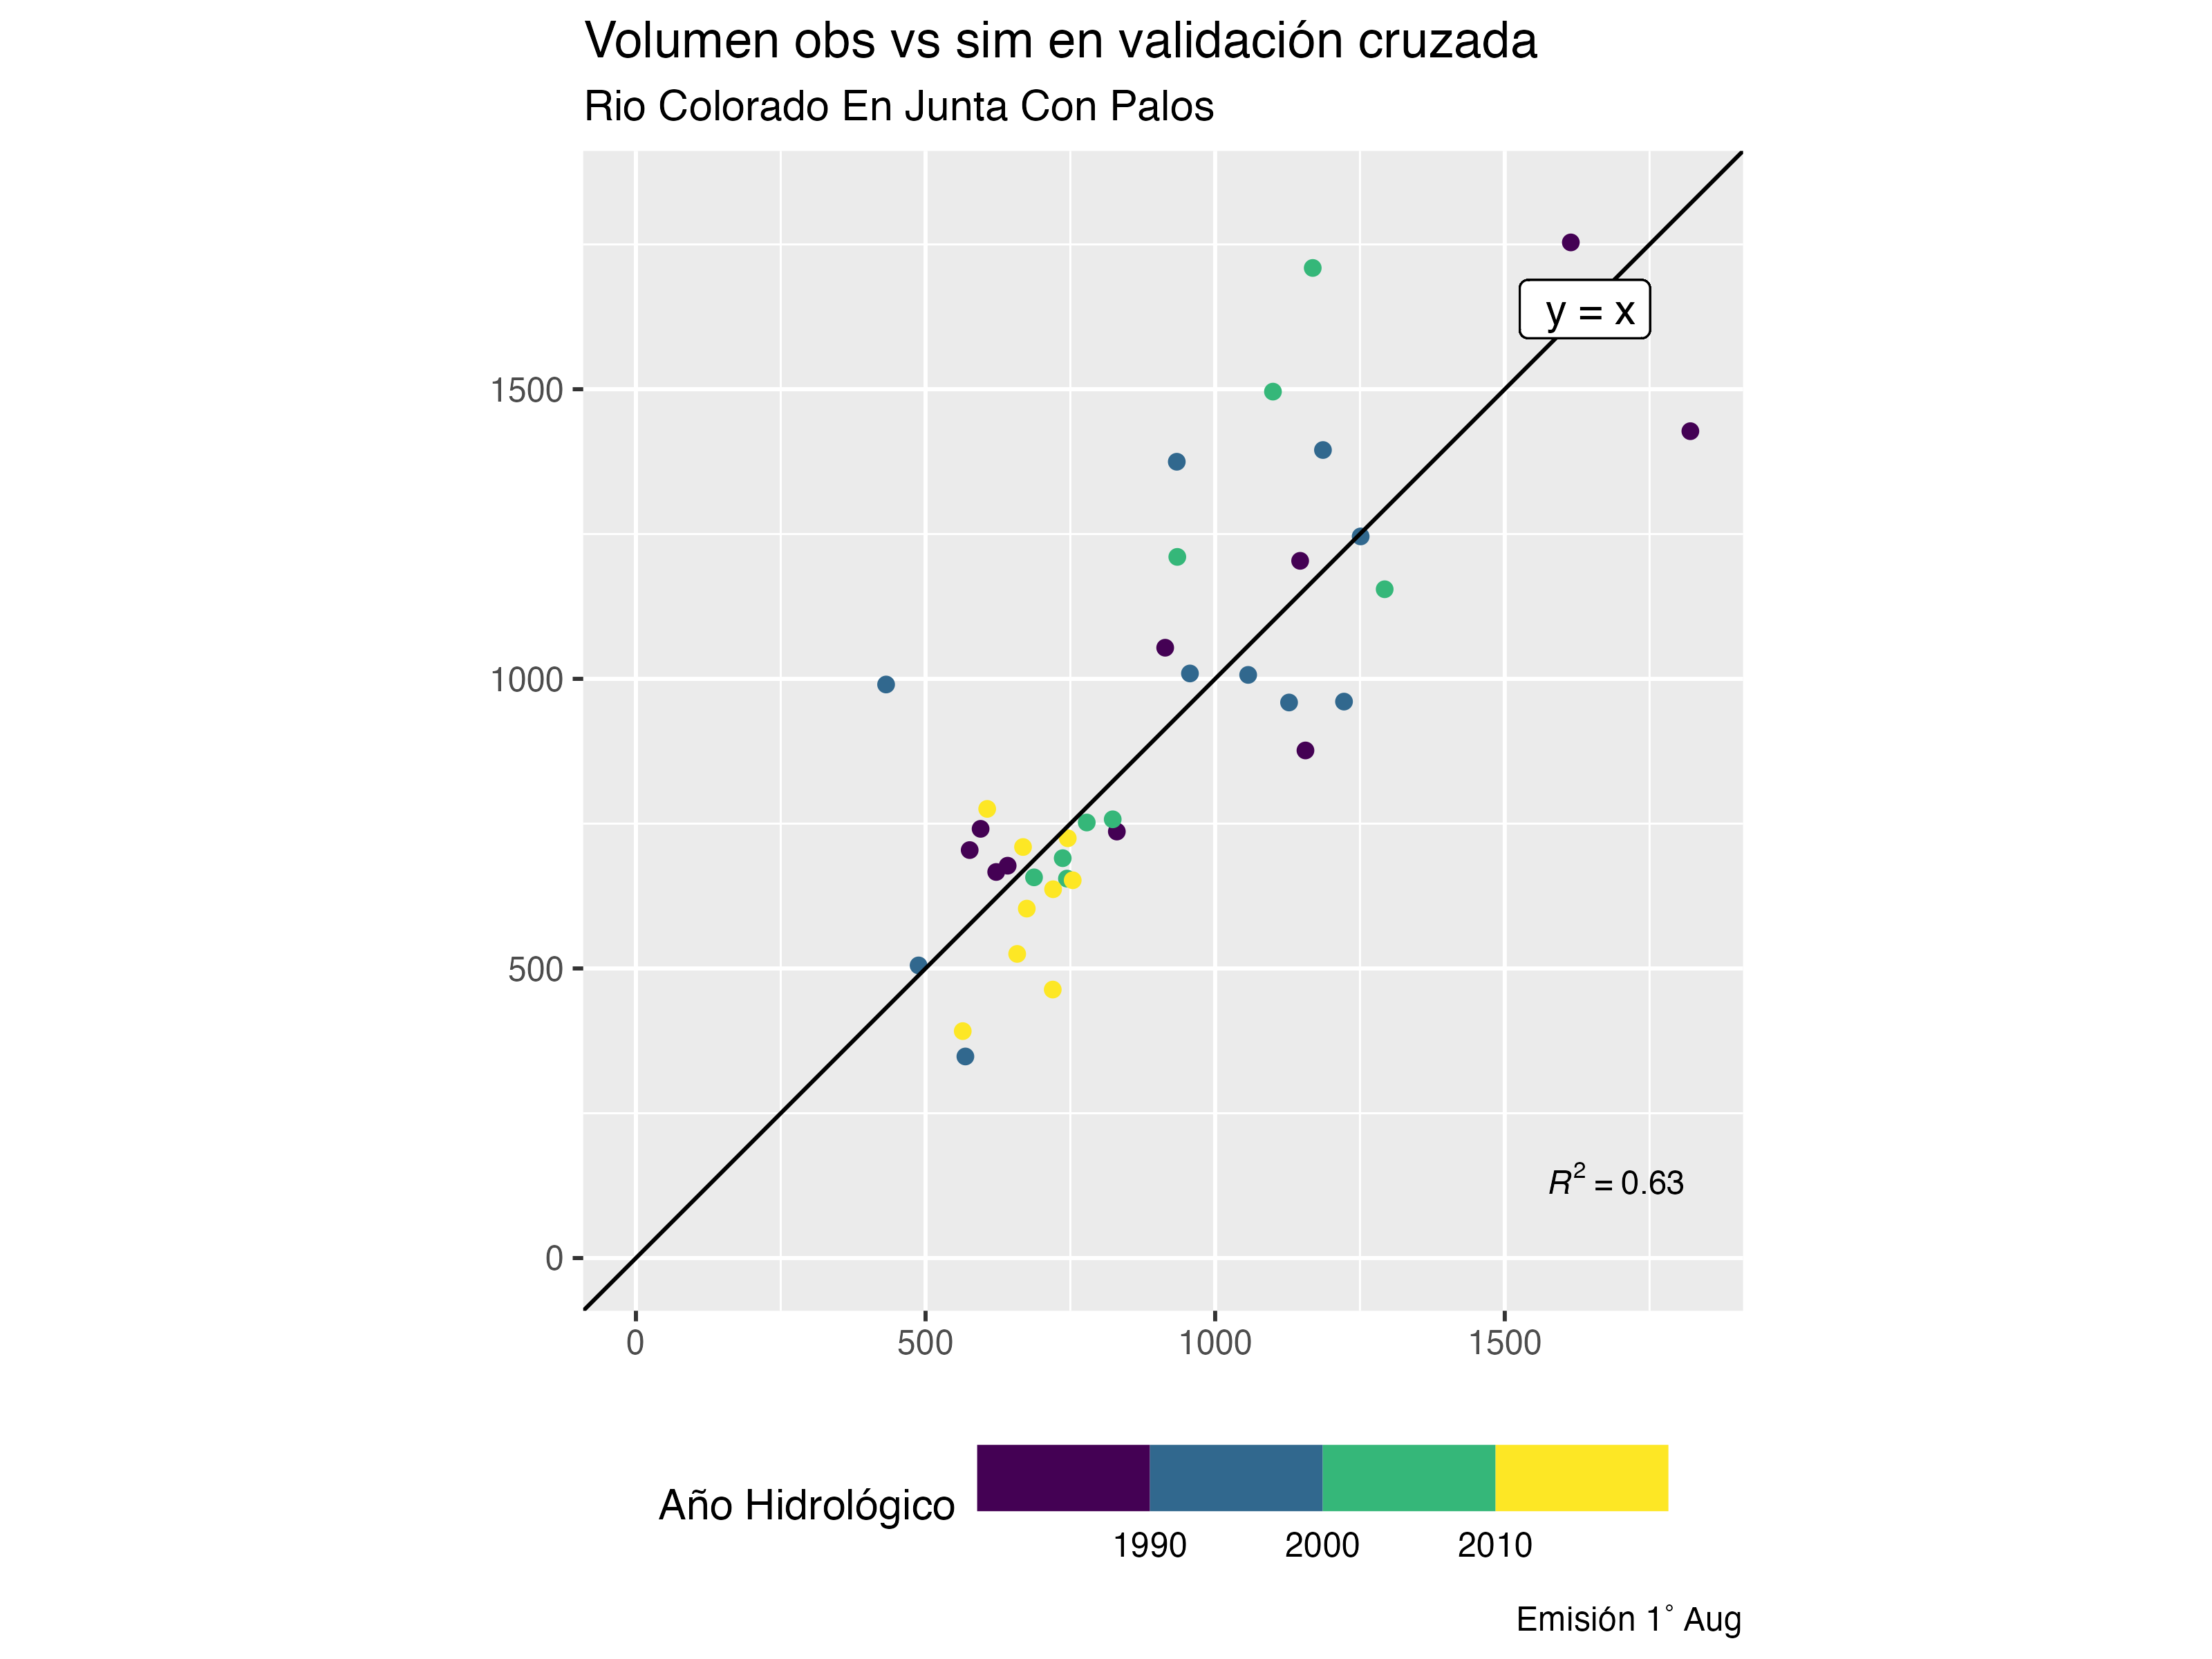 Volumen obs vs sim en validación cruzada
Rio Colorado En Junta Con Palos
y = x
1500
1000
500
0
R² = 0.63
0 500 1000 1500
Año Hidrológico
1990 2000 2010
Emisión 1° Aug